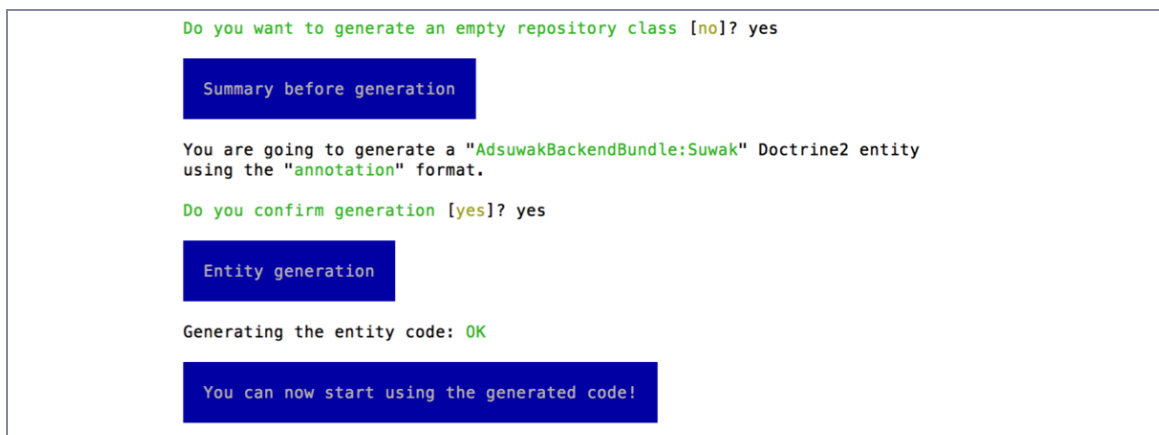 Do you want to generate an empty repository class [no]? yes
Summary before generation
You are going to generate a "AdsuwakBackendBundle:Suwak" Doctrine2 entity
using the "annotation" format.
Do you confirm generation [yes]? yes
Entity generation
Generating the entity code: OK
You can now start using the generated code!